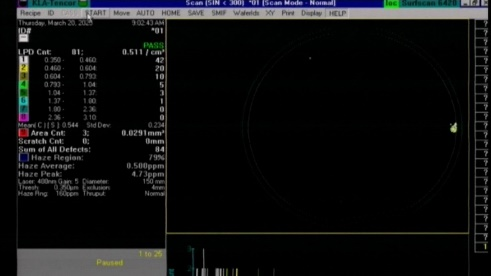 KLA-Tencor
Scan (SIN < 300) *01 (Scan Mode - Normal)
Surfscan 6420
Recipe ID START Move AUTO HOME SAVE SMIF WaferIds XY Print Display HELP
Thursday, March 20, 2025 9:02:43 AM
ID# *01
PASS
LPD Cnt: 81; 0.511 / cm²
1 0.350 - 0.460 42
2 0.460 - 0.604 20
3 0.604 - 0.793 10
4 0.793 - 1.04 5
5 1.04 - 1.37 3
6 1.37 - 1.80 1
7 1.80 - 2.36 0
8 2.36 - 3.10 0
Mean( C ) [ S ] 0.544 Std Dev: 0.234
Area Cnt: 3; 0.0291mm²
Scratch Cnt: 0; 0mm
Sum of All Defects: 84
Haze Region: 79%
Haze Average: 0.500ppm
Haze Peak: 4.73ppm
Laser: 488nm Gain: 5 Diameter: 150 mm
Thresh: 0.350µm Exclusion: 4mm
Haze Rng: 160ppm Thruput: Normal
1 to 25
Paused